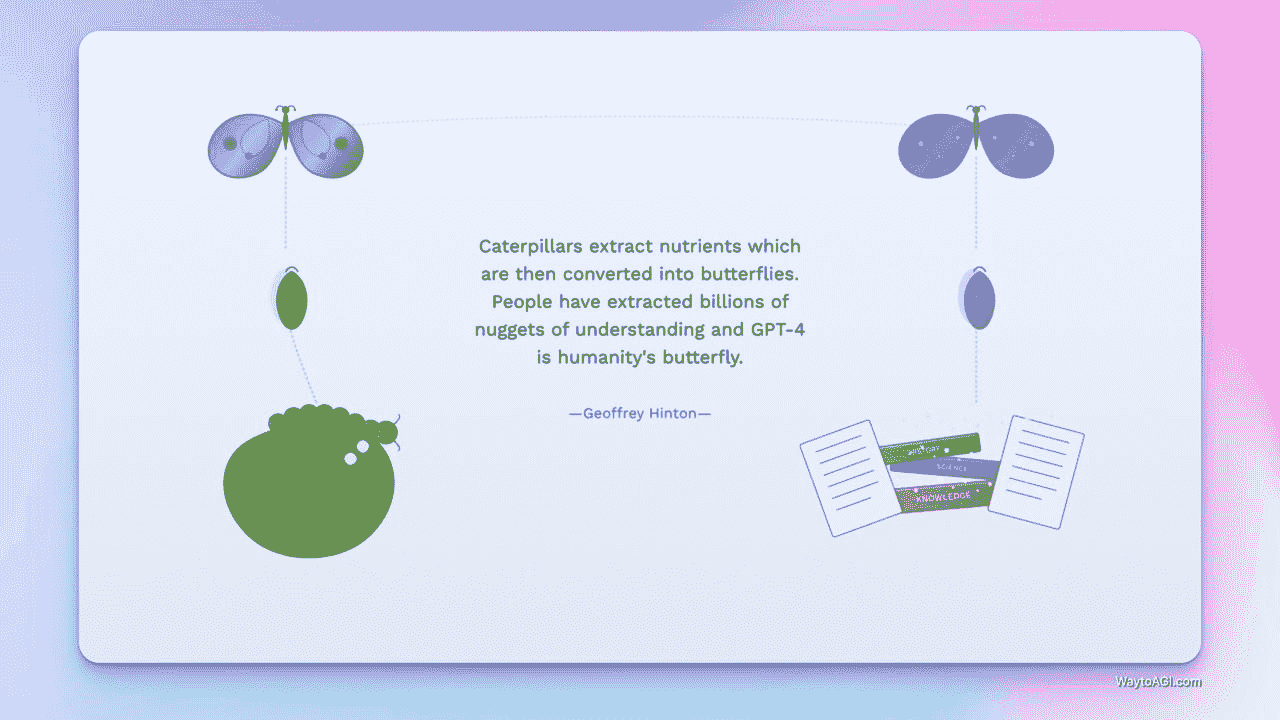 Caterpillars extract nutrients which
are then converted into butterflies.
People have extracted billions of
nuggets of understanding and GPT-4
is humanity's butterfly.
—Geoffrey Hinton—
HISTORY
SCIENCE
KNOWLEDGE
WaytoAGI.com